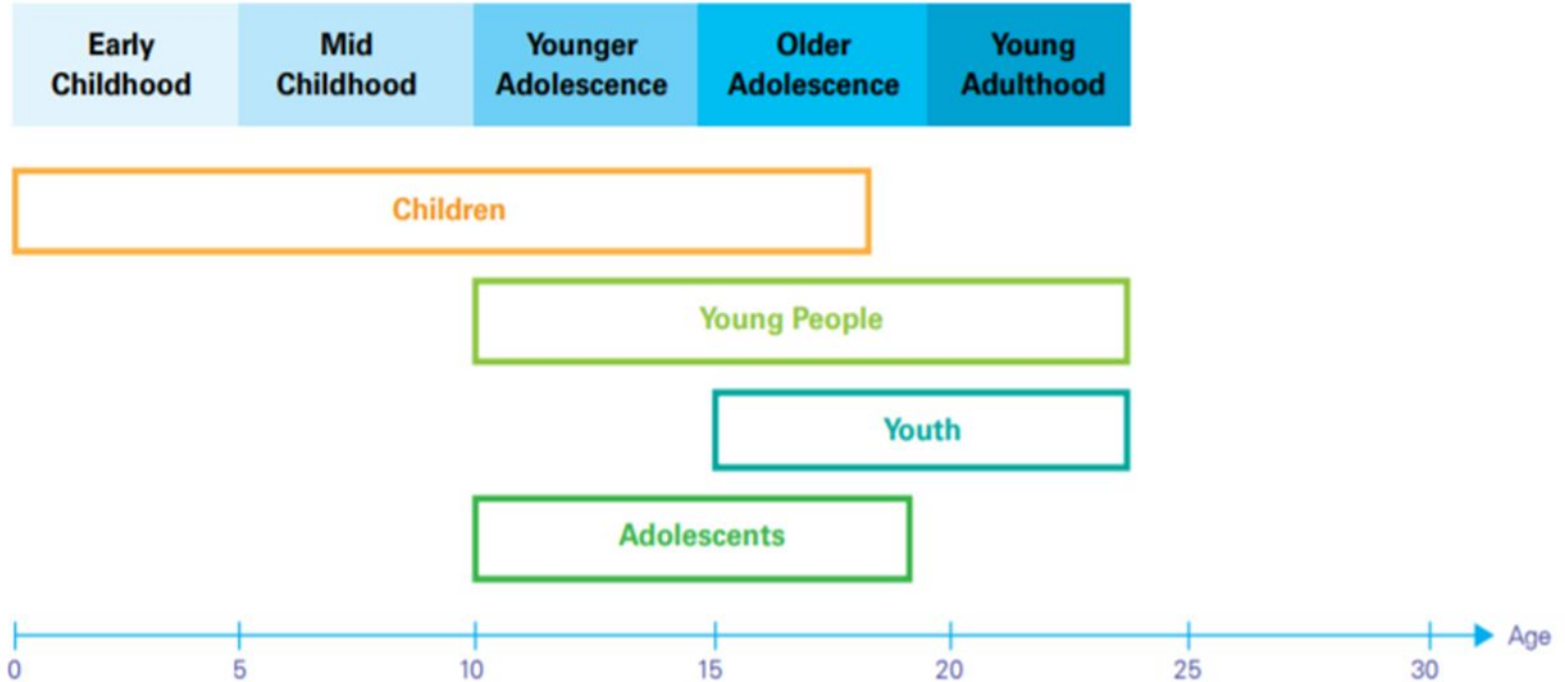 Early
Childhood
Mid
Childhood
Younger
Adolescence
Older
Adolescence
Young
Adulthood
Children
Young People
Youth
Adolescents
0 5 10 15 20 25 30 Age